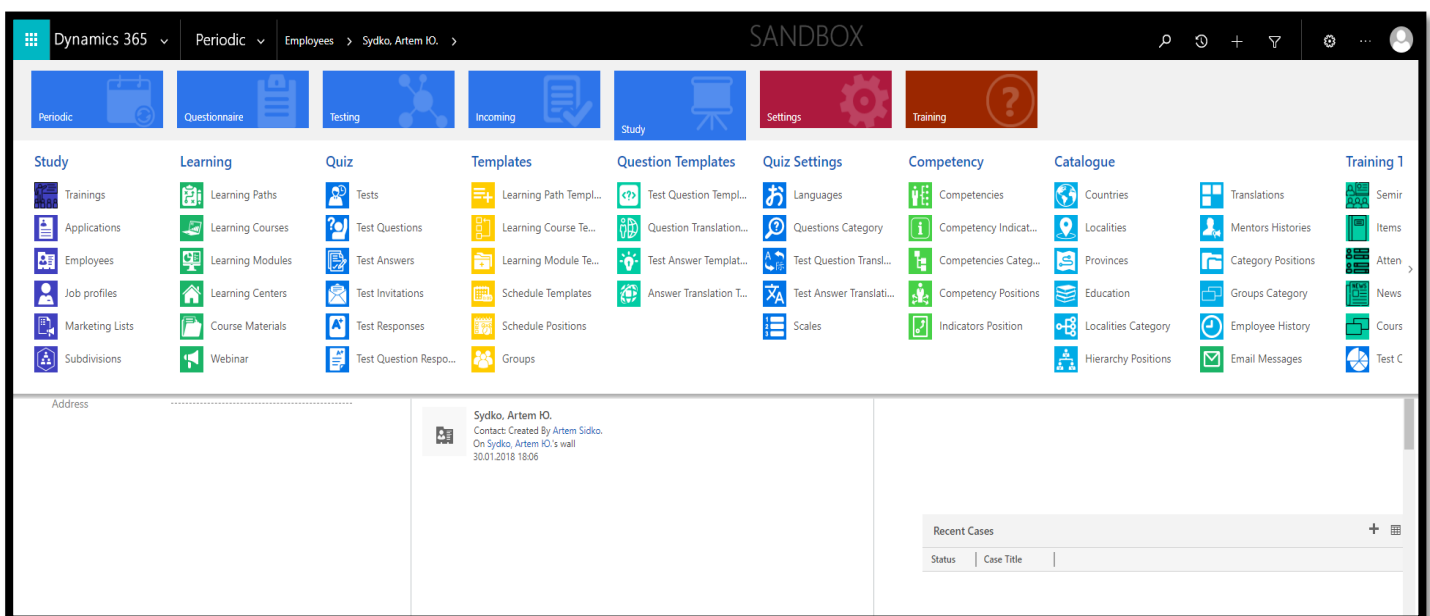 Dynamics 365 Periodic Employees > Sydko, Artem Ю. > SANDBOX
Periodic Questionnaire Testing Incoming Study Settings Training
Study
Trainings
Applications
Employees
Job profiles
Marketing Lists
Subdivisions
Learning
Learning Paths
Learning Courses
Learning Modules
Learning Centers
Course Materials
Webinar
Quiz
Tests
Test Questions
Test Answers
Test Invitations
Test Responses
Test Question Respo...
Templates
Learning Path Templ...
Learning Course Te...
Learning Module Te...
Schedule Templates
Schedule Positions
Groups
Question Templates
Test Question Templ...
Question Translation...
Test Answer Templat...
Answer Translation T...
Quiz Settings
Languages
Questions Category
Test Question Transl...
Test Answer Translati...
Scales
Competency
Competencies
Competency Indicat...
Competencies Categ...
Competency Positions
Indicators Position
Catalogue
Countries
Localities
Provinces
Education
Localities Category
Hierarchy Positions
Translations
Mentors Histories
Category Positions
Groups Category
Employee History
Email Messages
Training T
Semir
Items
Atten
News
Cours
Test C
Address
Sydko, Artem Ю.
Contact: Created By Artem Sidko.
On Sydko, Artem Ю.'s wall
30.01.2018 18:06
Recent Cases
Status Case Title